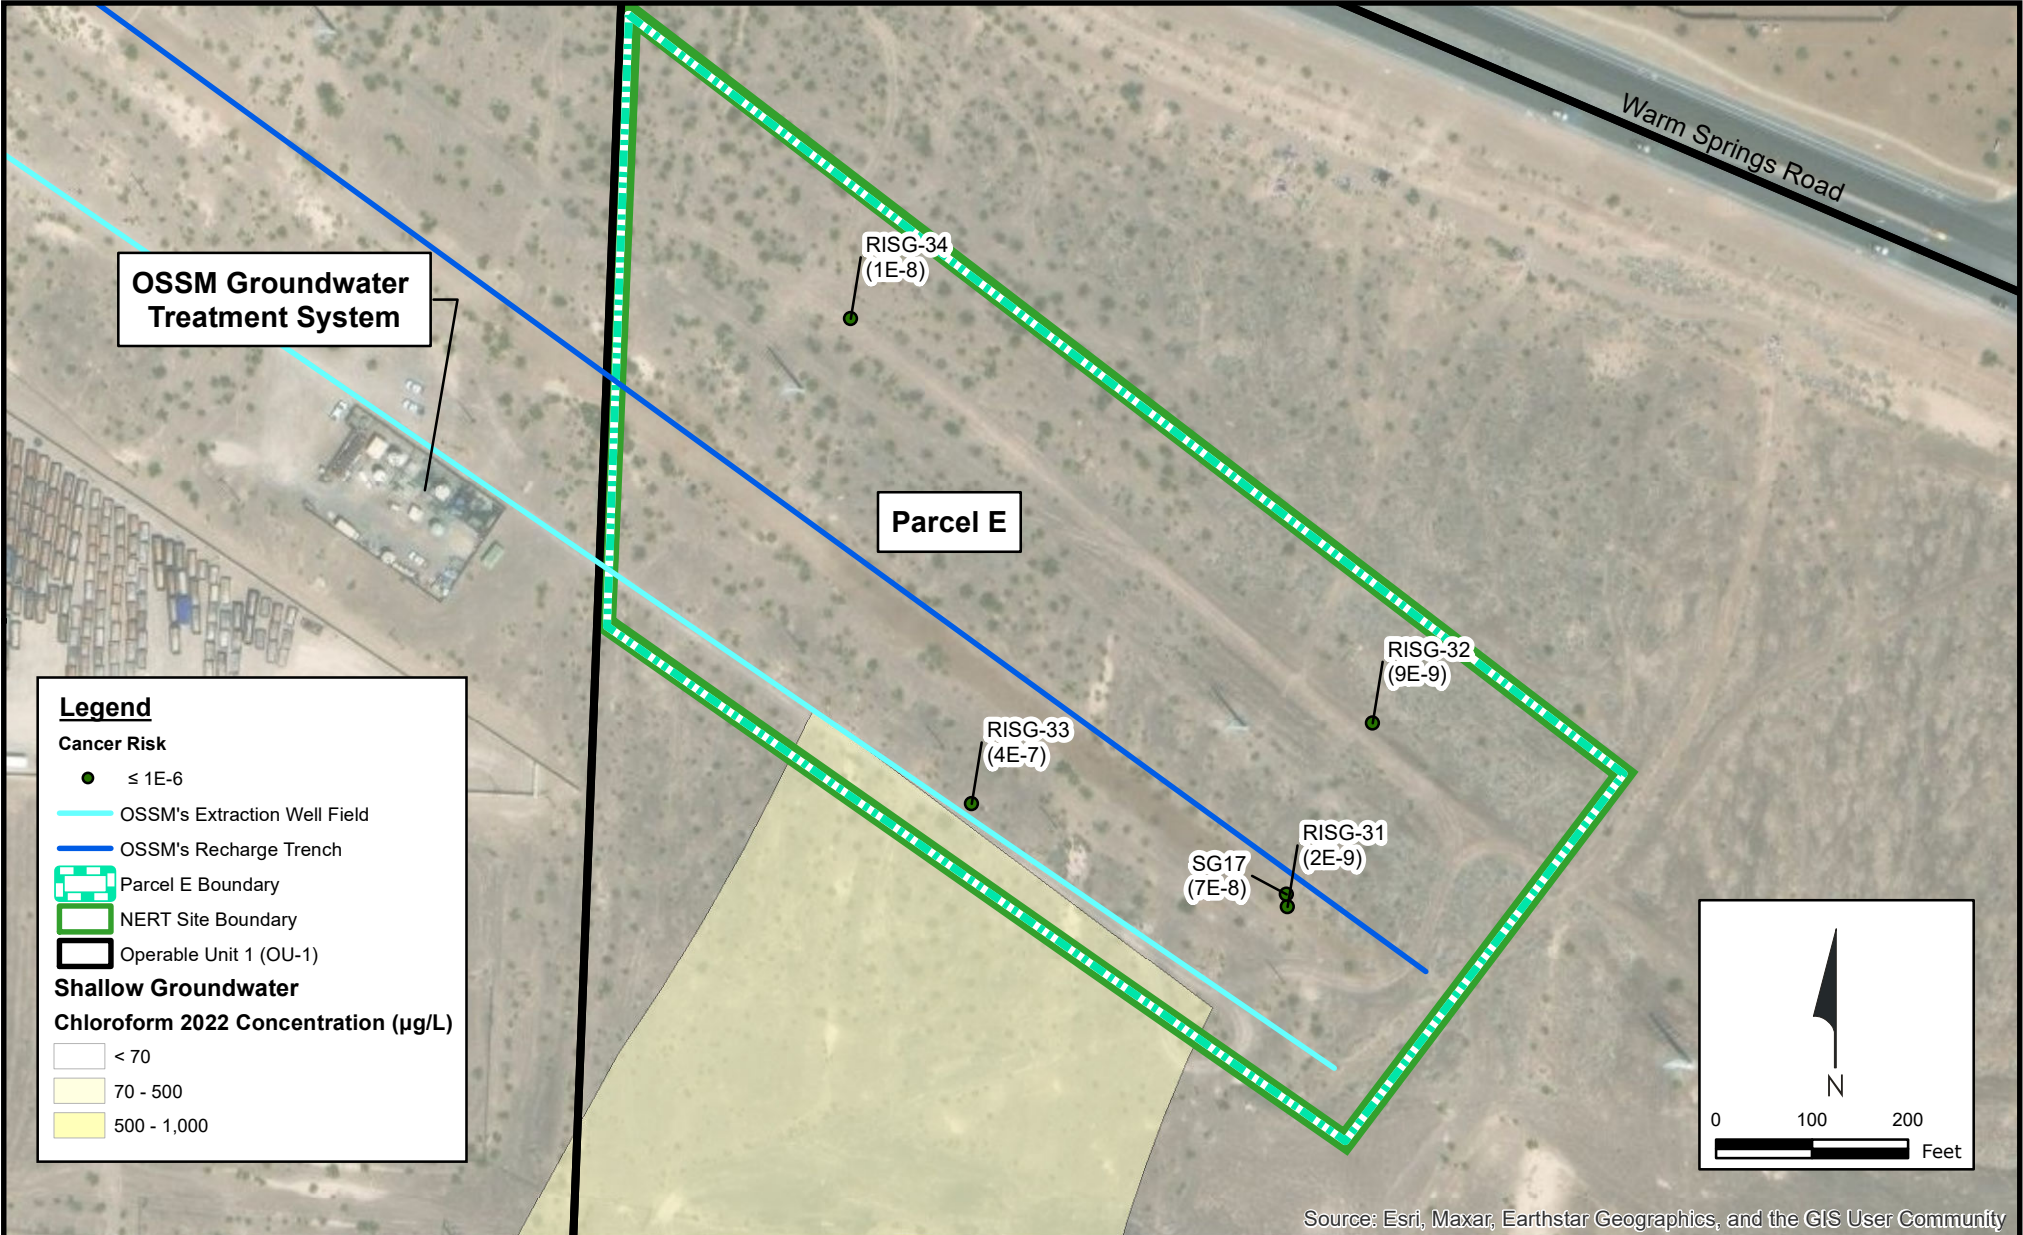 Warm Springs Road
RISG-34
(1E-8)
OSSM Groundwater
Treatment System
Parcel E
RISG-32
(9E-9)
RISG-33
(4E-7)
RISG-31
(2E-9)
SG17
(7E-8)
Legend
Cancer Risk
≤ 1E-6
OSSM's Extraction Well Field
OSSM's Recharge Trench
Parcel E Boundary
NERT Site Boundary
Operable Unit 1 (OU-1)
Shallow Groundwater
Chloroform 2022 Concentration (µg/L)
< 70
70 - 500
500 - 1,000
N
0 100 200
Feet
Source: Esri, Maxar, Earthstar Geographics, and the GIS User Community